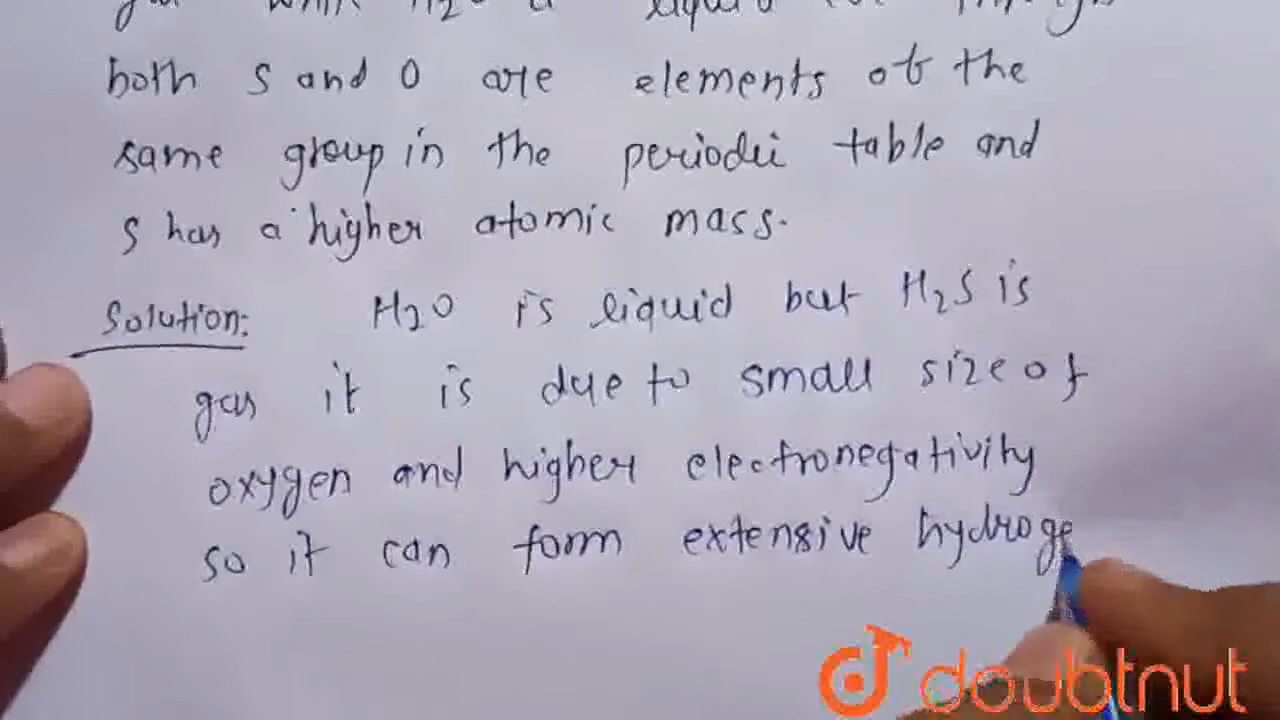 H2O
both S and O are elements of the
same group in the periodic table and
S has a higher atomic mass.
Solution: H2O is liquid but H2S is
gas it is due to small size of
oxygen and higher electronegativity
so it can form extensive hydroge
doubtnut